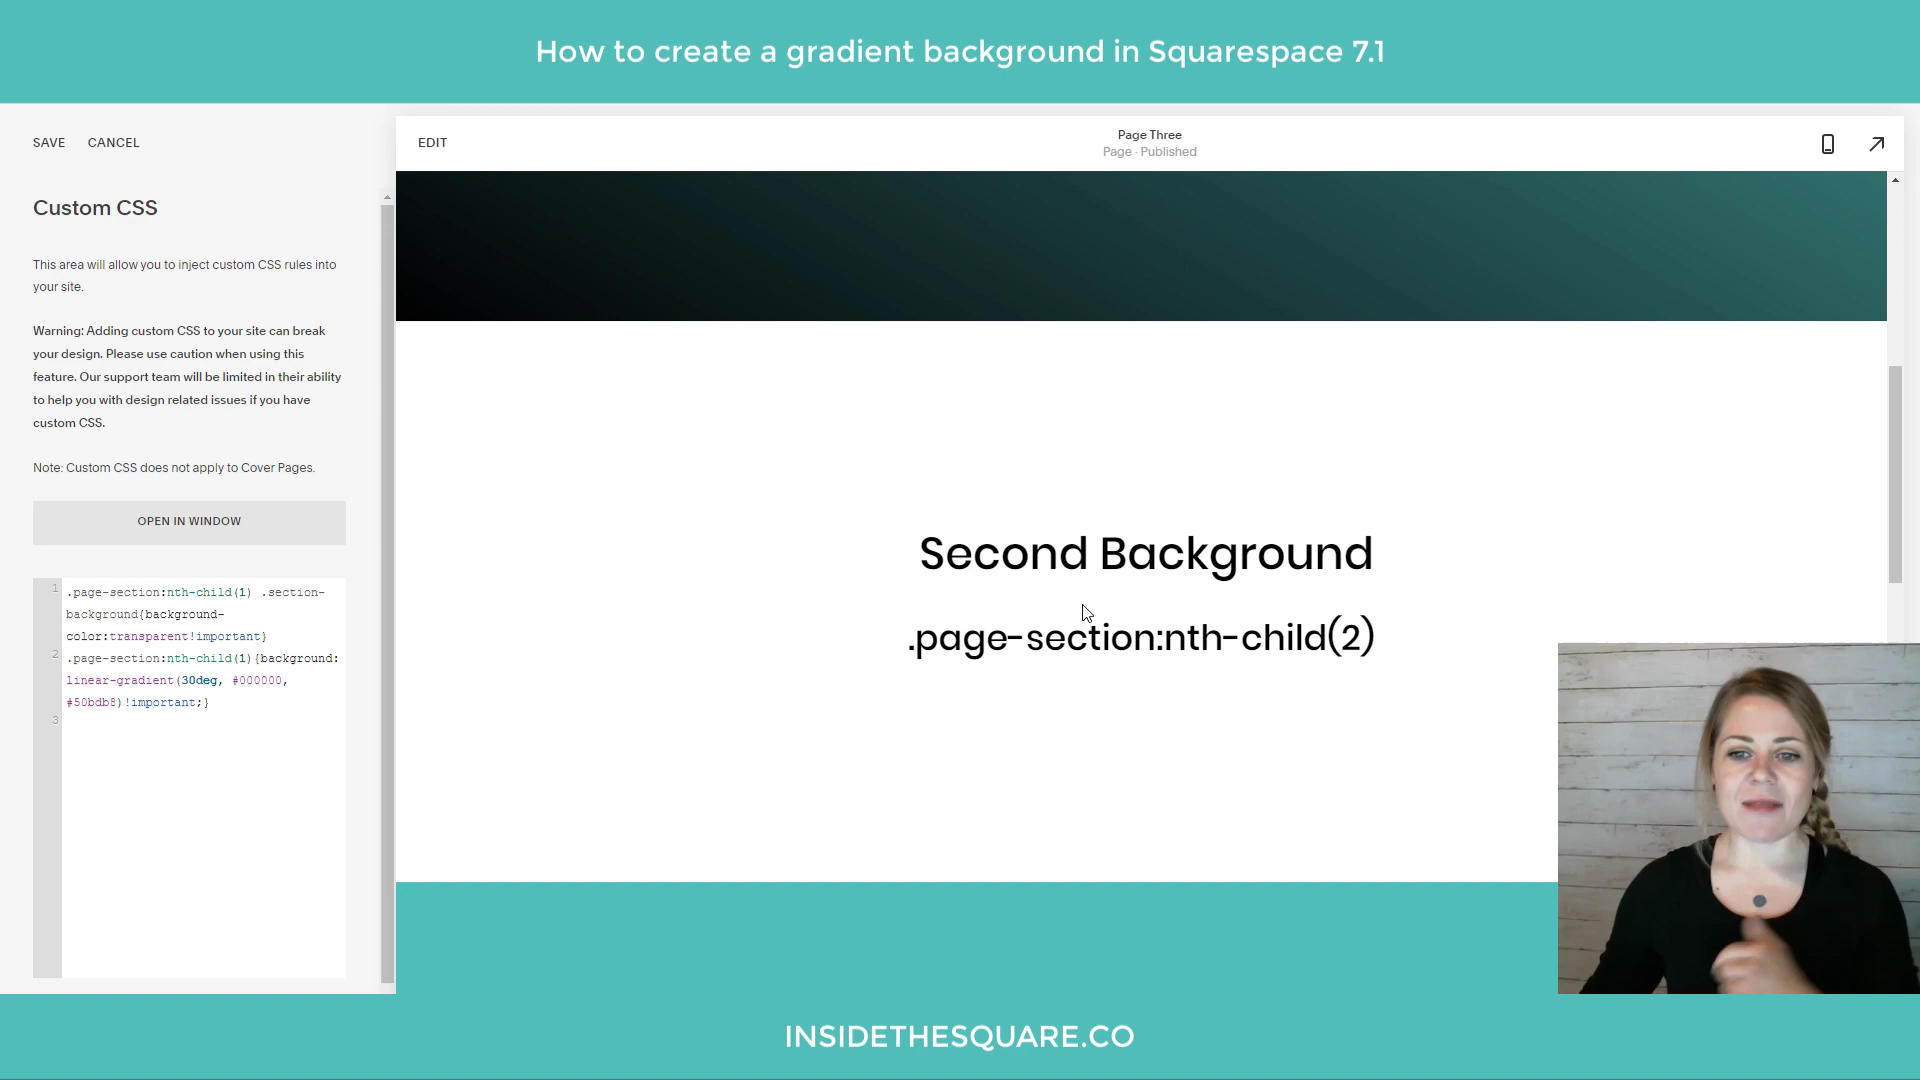 How to create a gradient background in Squarespace 7.1
SAVE CANCEL
EDIT
Page Three
Page · Published
Custom CSS
This area will allow you to inject custom CSS rules into
your site.
Warning: Adding custom CSS to your site can break
your design. Please use caution when using this
feature. Our support team will be limited in their ability
to help you with design related issues if you have
custom CSS.
Note: Custom CSS does not apply to Cover Pages.
OPEN IN WINDOW
1 .page-section:nth-child(1) .section-
background{background-
color:transparent!important}
2 .page-section:nth-child(1){background:
linear-gradient(30deg, #000000,
#50bdb8)!important;}
3
Second Background
.page-section:nth-child(2)
INSIDETHESQUARE.CO